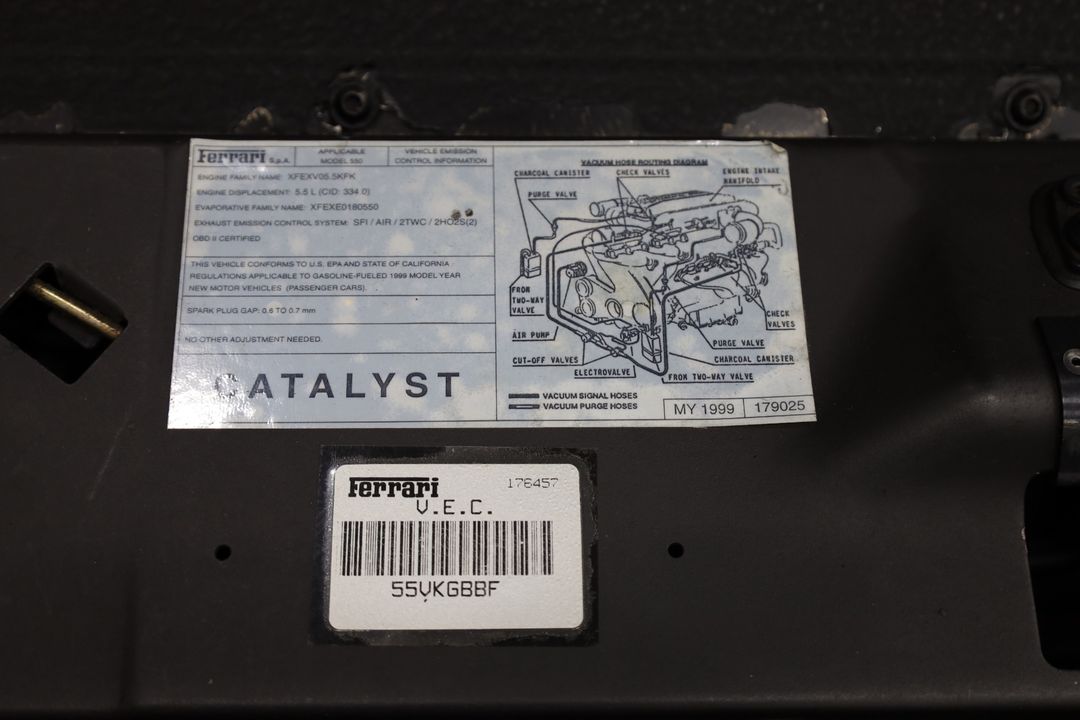 Ferrari S.p.A.
APPLICABLE
MODEL 550
VEHICLE EMISSION
CONTROL INFORMATION
ENGINE FAMILY NAME: XFEXV05.5KFK
ENGINE DISPLACEMENT: 5.5 L (CID: 334.0)
EVAPORATIVE FAMILY NAME: XFEXE0180550
EXHAUST EMISSION CONTROL SYSTEM: SFI / AIR / 2TWC / 2HO2S(2)
OBD II CERTIFIED
THIS VEHICLE CONFORMS TO U.S. EPA AND STATE OF CALIFORNIA
REGULATIONS APPLICABLE TO GASOLINE-FUELED 1999 MODEL YEAR
NEW MOTOR VEHICLES (PASSENGER CARS).
SPARK PLUG GAP: 0.6 TO 0.7 mm
NO OTHER ADJUSTMENT NEEDED.
CATALYST
VACUUM HOSE ROUTING DIAGRAM
CHARCOAL CANISTER
CHECK VALVES
ENGINE INTAKE
MANIFOLD
PURGE VALVE
FROM
TWO-WAY
VALVE
AIR PUMP
CUT-OFF VALVES
ELECTROVALVE
CHECK
VALVES
PURGE VALVE
CHARCOAL CANISTER
FROM TWO-WAY VALVE
VACUUM SIGNAL HOSES
VACUUM PURGE HOSES
MY 1999
179025
Ferrari
176457
V.E.C.
55VKGBBF